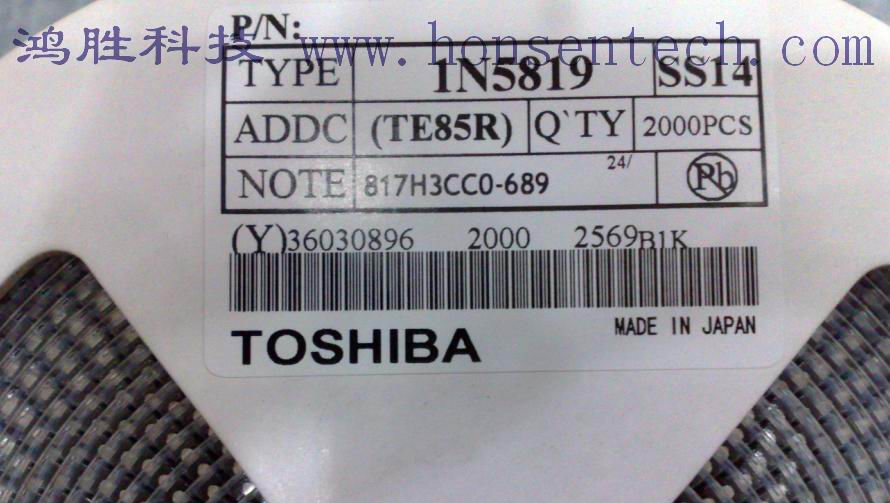 鸿胜科技 www.honsentech.com
P/N:
TYPE 1N5819 SS14
ADDC (TE85R) Q`TY 2000PCS
NOTE 817H3CC0-689 24/ Pb
(Y)36030896 2000 2569B1K
TOSHIBA MADE IN JAPAN